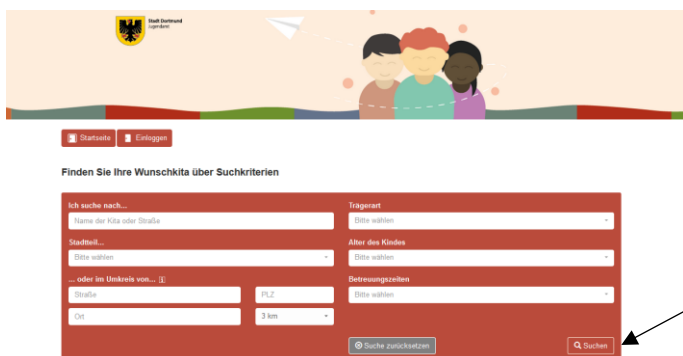 Stadt Dortmund
Jugendamt
Startseite
Einloggen
Finden Sie Ihre Wunschkita über Suchkriterien
Ich suche nach...
Name der Kita oder Straße
Stadtteil...
Bitte wählen
... oder im Umkreis von...
Straße
PLZ
Ort
3 km
Trägerart
Bitte wählen
Alter des Kindes
Bitte wählen
Betreuungszeiten
Bitte wählen
Suche zurücksetzen
Suchen